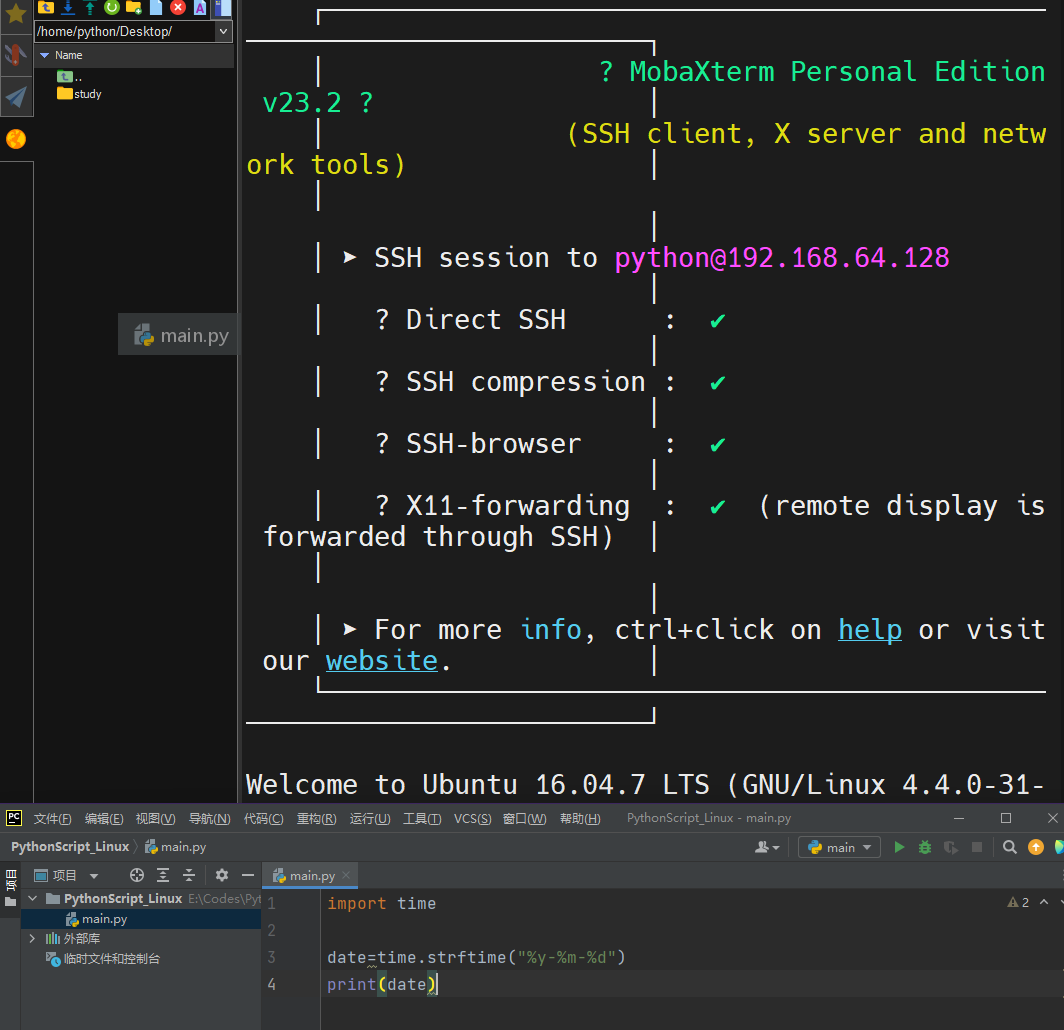 /home/python/Desktop/
Name
..
study
main.py
? MobaXterm Personal Edition
v23.2 ?
(SSH client, X server and netw
ork tools)
➤ SSH session to python@192.168.64.128
? Direct SSH : ✔
? SSH compression : ✔
? SSH-browser : ✔
? X11-forwarding : ✔ (remote display is
forwarded through SSH)
➤ For more info, ctrl+click on help or visit
our website.
Welcome to Ubuntu 16.04.7 LTS (GNU/Linux 4.4.0-31-
PC 文件(F) 编辑(E) 视图(V) 导航(N) 代码(C) 重构(R) 运行(U) 工具(T) VCS(S) 窗口(W) 帮助(H) PythonScript_Linux - main.py
PythonScript_Linux main.py main
项目 main.py
PythonScript_Linux E:\Codes\Pyt
main.py
外部库
临时文件和控制台
1 import time
2
2
3 date=time.strftime("%y-%m-%d")
4 print(date)